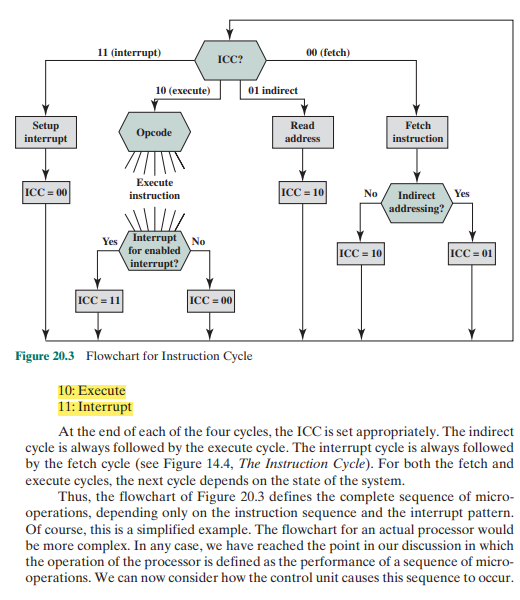 11 (interrupt)
ICC?
00 (fetch)
10 (execute)
01 indirect
Setup
interrupt
Opcode
Read
address
Fetch
instruction
Execute
instruction
ICC = 00
ICC = 10
No
Indirect
addressing?
Yes
Yes
Interrupt
for enabled
interrupt?
No
ICC = 10
ICC = 01
ICC = 11
ICC = 00
Figure 20.3 Flowchart for Instruction Cycle
10: Execute
11: Interrupt
At the end of each of the four cycles, the ICC is set appropriately. The indirect
cycle is always followed by the execute cycle. The interrupt cycle is always followed
by the fetch cycle (see Figure 14.4, The Instruction Cycle). For both the fetch and
execute cycles, the next cycle depends on the state of the system.
Thus, the flowchart of Figure 20.3 defines the complete sequence of micro-
operations, depending only on the instruction sequence and the interrupt pattern.
Of course, this is a simplified example. The flowchart for an actual processor would
be more complex. In any case, we have reached the point in our discussion in which
the operation of the processor is defined as the performance of a sequence of micro-
operations. We can now consider how the control unit causes this sequence to occur.